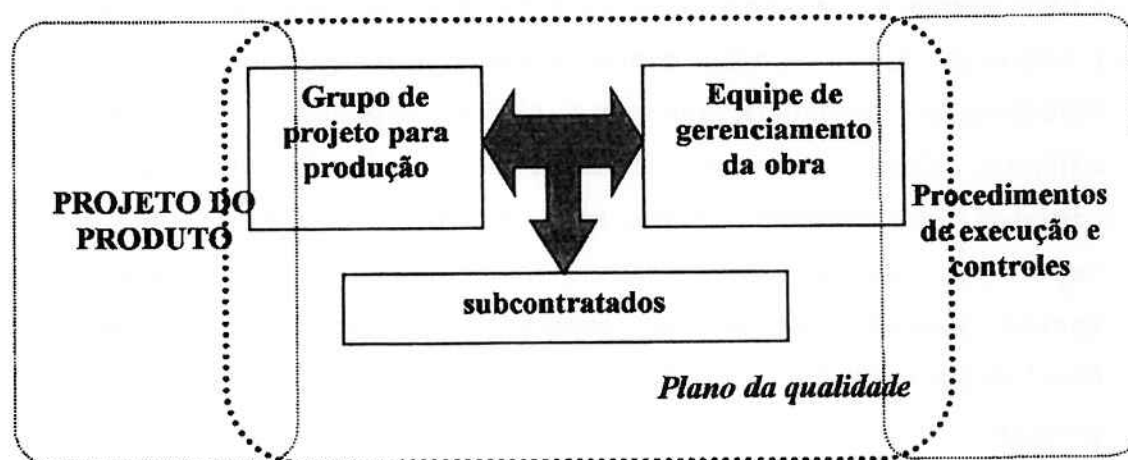 Grupo de
projeto para
produção
Equipe de
gerenciamento
da obra
PROJETO DO
PRODUTO
Procedimentos
de execução e
controles
subcontratados
Plano da qualidade